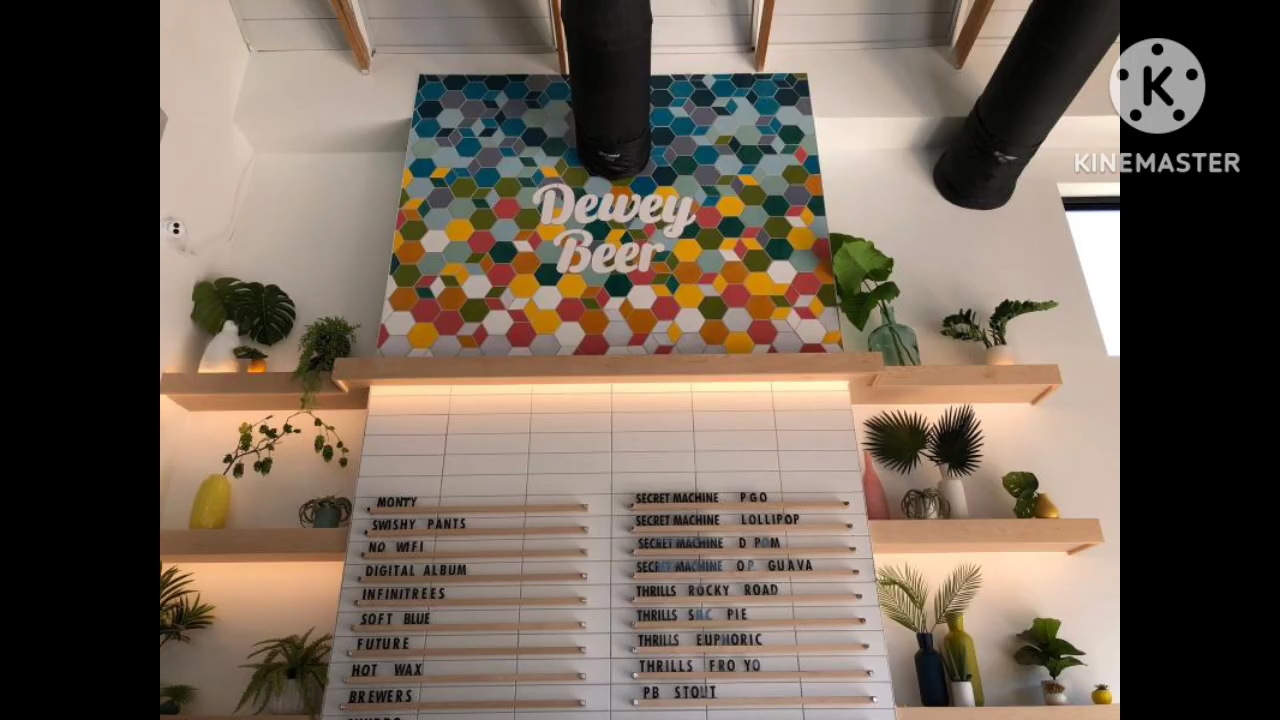 KINEMASTER
Dewey
Beer
MONTY
SWISHY PANTS
NO WIFI
DIGITAL ALBUM
INFINITREES
SOFT BLUE
FUTURE
HOT WAX
BREWERS
SECRET MACHINE PGO
SECRET MACHINE LOLLIPOP
SECRET MACHINE D POM
SECRET MACHINE OP GUAVA
THRILLS ROCKY ROAD
THRILLS SBC PIE
THRILLS EUPHORIC
THRILLS FRO YO
PB STOUT